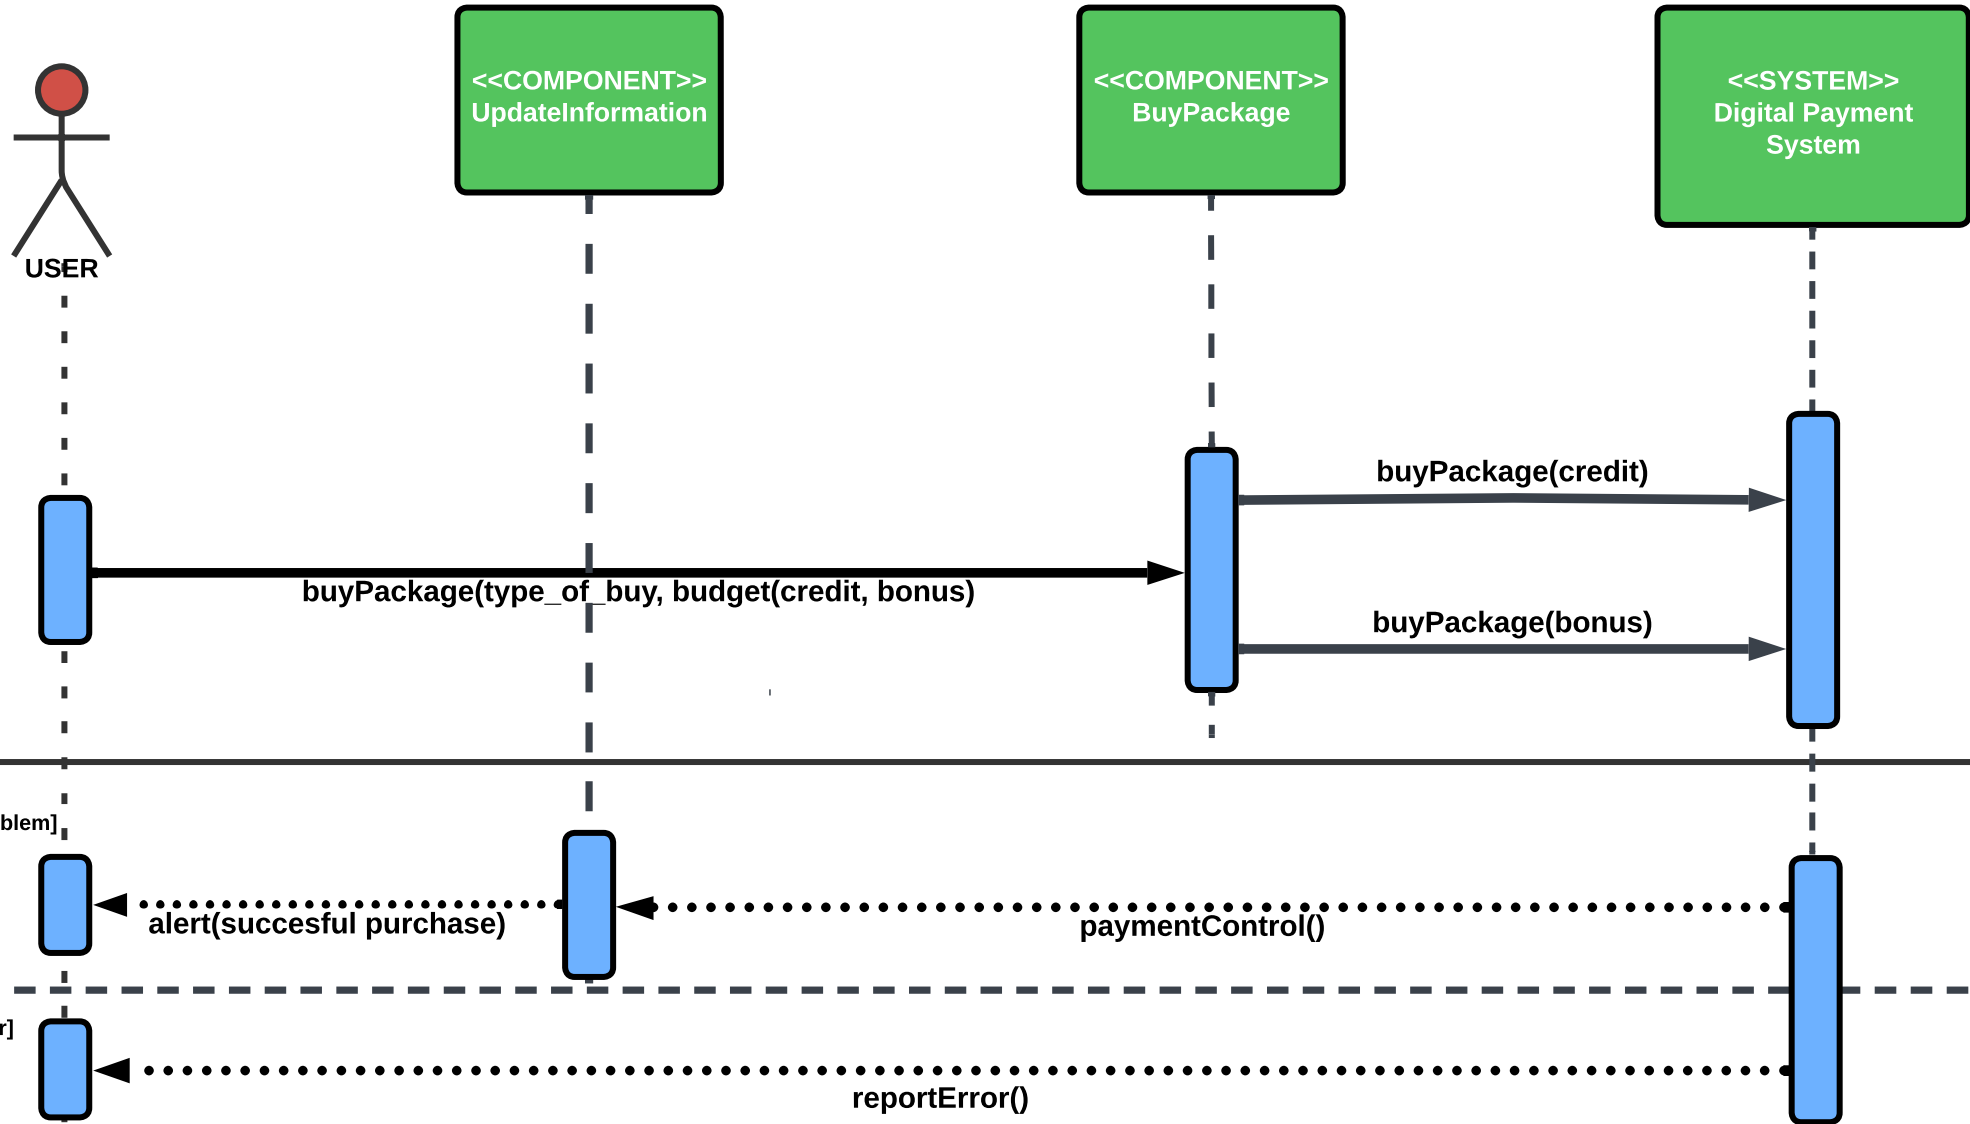 <<COMPONENT>>
UpdateInformation
<<COMPONENT>>
BuyPackage
<<SYSTEM>>
Digital Payment
System
USER
buyPackage(credit)
buyPackage(type_of_buy, budget(credit, bonus)
buyPackage(bonus)
blem]
alert(succesful purchase)
paymentControl()
r]
reportError()